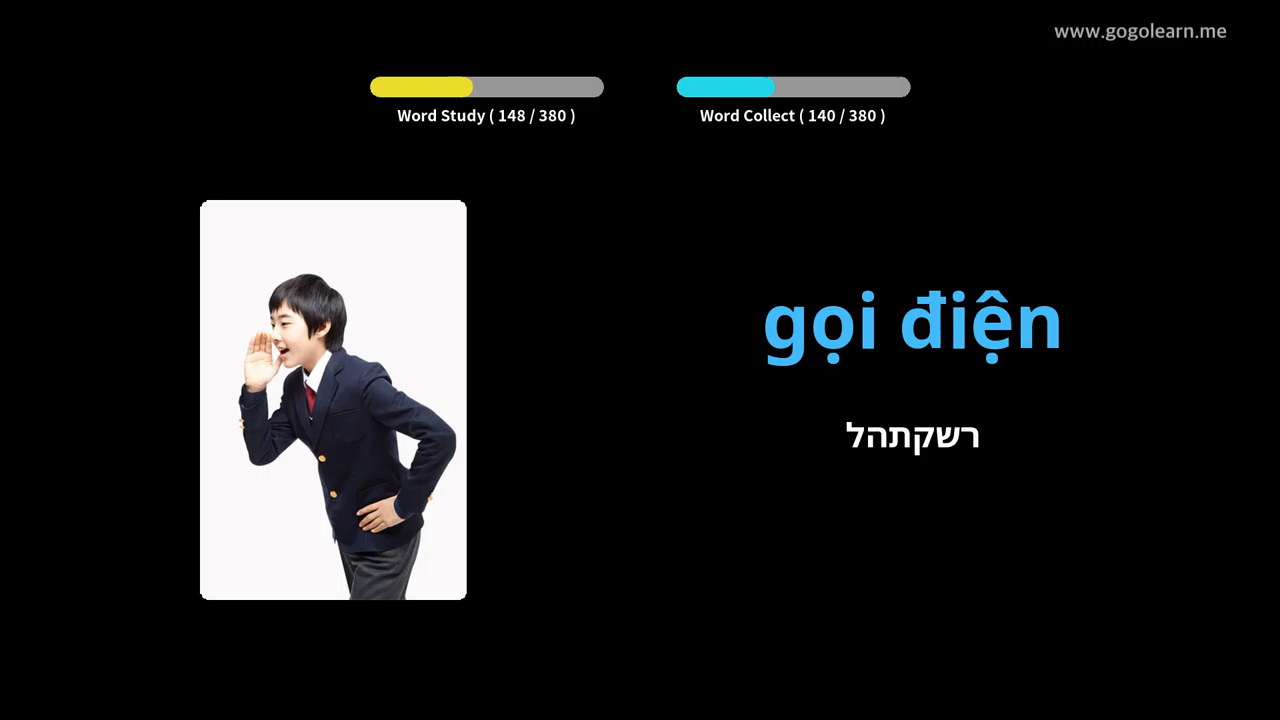 www.gogolearn.me
Word Study ( 148 / 380 )
Word Collect ( 140 / 380 )
gọi điện
רשקתהל